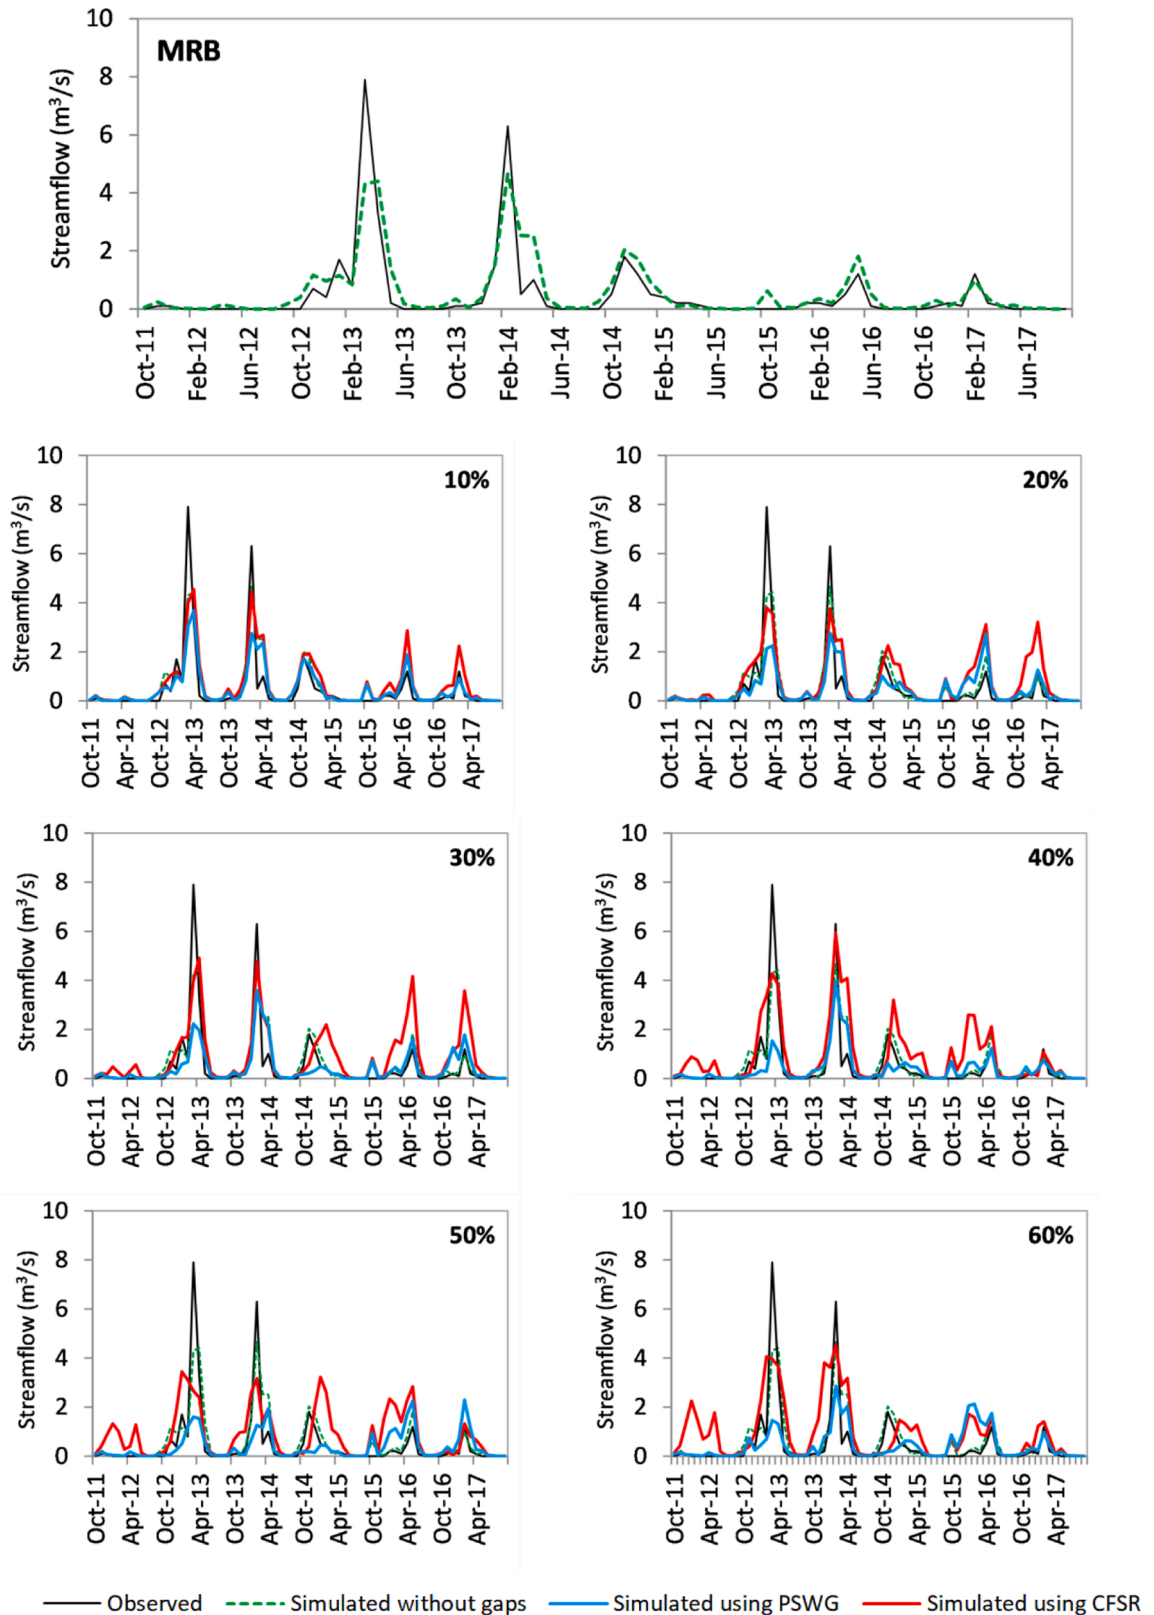 MRB
Streamflow (m³/s)
10
8
6
4
2
0
Oct-11
Feb-12
Jun-12
Oct-12
Feb-13
Jun-13
Oct-13
Feb-14
Jun-14
Oct-14
Feb-15
Jun-15
Oct-15
Feb-16
Jun-16
Oct-16
Feb-17
Jun-17
10%
Streamflow (m³/s)
10
8
6
4
2
0
Oct-11
Apr-12
Oct-12
Apr-13
Oct-13
Apr-14
Oct-14
Apr-15
Oct-15
Apr-16
Oct-16
Apr-17
20%
Streamflow (m³/s)
10
8
6
4
2
0
Oct-11
Apr-12
Oct-12
Apr-13
Oct-13
Apr-14
Oct-14
Apr-15
Oct-15
Apr-16
Oct-16
Apr-17
30%
Streamflow (m³/s)
10
8
6
4
2
0
Oct-11
Apr-12
Oct-12
Apr-13
Oct-13
Apr-14
Oct-14
Apr-15
Oct-15
Apr-16
Oct-16
Apr-17
40%
Streamflow (m³/s)
10
8
6
4
2
0
Oct-11
Apr-12
Oct-12
Apr-13
Oct-13
Apr-14
Oct-14
Apr-15
Oct-15
Apr-16
Oct-16
Apr-17
50%
Streamflow (m³/s)
10
8
6
4
2
0
Oct-11
Apr-12
Oct-12
Apr-13
Oct-13
Apr-14
Oct-14
Apr-15
Oct-15
Apr-16
Oct-16
Apr-17
60%
Streamflow (m³/s)
10
8
6
4
2
0
Oct-11
Apr-12
Oct-12
Apr-13
Oct-13
Apr-14
Oct-14
Apr-15
Oct-15
Apr-16
Oct-16
Apr-17
Observed
Simulated without gaps
Simulated using PSWG
Simulated using CFSR